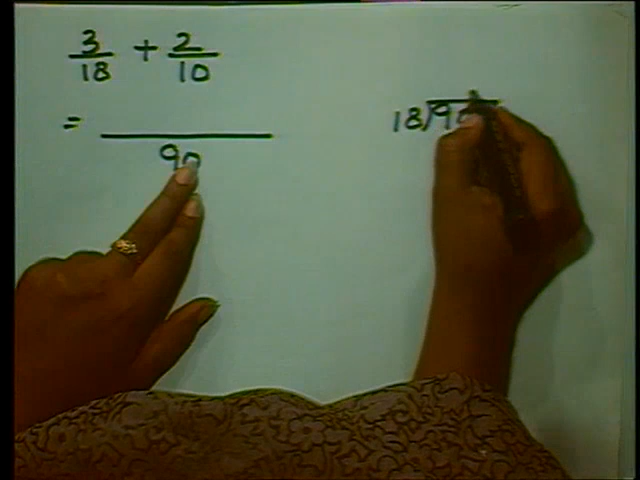 3/18 + 2/10
= /90
18)90